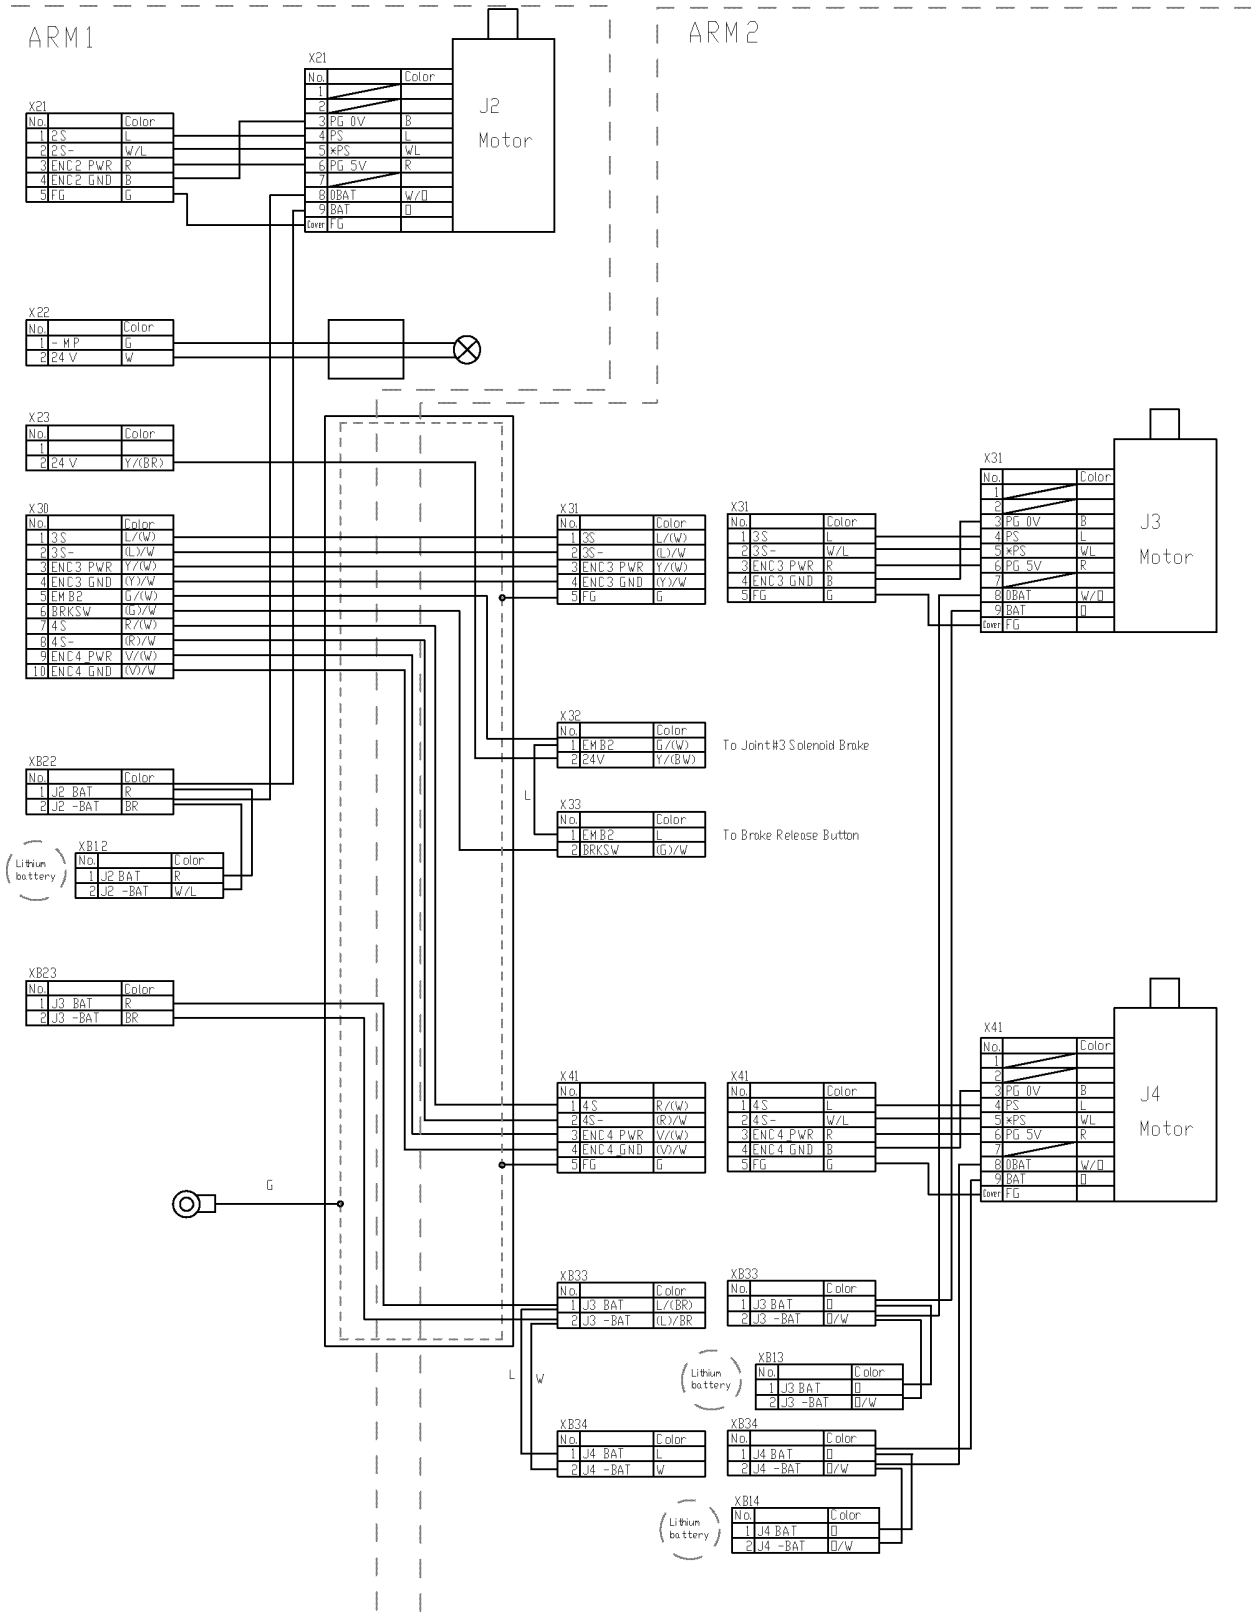 ARM1
ARM2
X21
No. Color
1
2
3 PG 0V B
4 PS L
5 *PS WL
6 PG 5V R
7
8 0BAT W/O
9 BAT O
Cover FG
J2
Motor
X21
No. Color
1 2S L
2 2S- W/L
3 ENC2 PWR R
4 ENC2 GND B
5 FG G
X22
No. Color
1 - MP G
2 24V W
X23
No. Color
1
2 24V Y/(BR)
X30
No. Color
1 3S L/(W)
2 3S- (L)/W
3 ENC3 PWR Y/(W)
4 ENC3 GND (Y)/W
5 EMB2 G/(W)
6 BRKSW (G)/W
7 4S R/(W)
8 4S- (R)/W
9 ENC4 PWR V/(W)
10 ENC4 GND (V)/W
X31
No. Color
1 3S L/(W)
2 3S- (L)/W
3 ENC3 PWR Y/(W)
4 ENC3 GND (Y)/W
5 FG G
X31
No. Color
1 3S L
2 3S- W/L
3 ENC3 PWR R
4 ENC3 GND B
5 FG G
X31
No. Color
1
2
3 PG 0V B
4 PS L
5 *PS WL
6 PG 5V R
7
8 0BAT W/O
9 BAT O
Cover FG
J3
Motor
X32
No. Color
1 EMB2 G/(W)
2 24V Y/(BW)
To Joint#3 Solenoid Brake
L
X33
No. Color
1 EMB2 L
2 BRKSW (G)/W
To Brake Release Button
XB22
No. Color
1 J2 BAT R
2 J2 -BAT BR
Lithium
battery
XB12
No. Color
1 J2 BAT R
2 J2 -BAT W/L
XB23
No. Color
1 J3 BAT R
2 J3 -BAT BR
X41
No.
1 4S R/(W)
2 4S- (R)/W
3 ENC4 PWR V/(W)
4 ENC4 GND (V)/W
5 FG G
X41
No. Color
1 4S L
2 4S- W/L
3 ENC4 PWR R
4 ENC4 GND B
5 FG G
X41
No. Color
1
2
3 PG 0V B
4 PS L
5 *PS WL
6 PG 5V R
7
8 0BAT W/O
9 BAT O
Cover FG
J4
Motor
G
XB33
No. Color
1 J3 BAT L/(BR)
2 J3 -BAT (L)/BR
XB33
No. Color
1 J3 BAT O
2 J3 -BAT O/W
L
W
Lithium
battery
XB13
No. Color
1 J3 BAT O
2 J3 -BAT O/W
XB34
No. Color
1 J4 BAT L
2 J4 -BAT W
XB34
No. Color
1 J4 BAT O
2 J4 -BAT O/W
Lithium
battery
XB14
No. Color
1 J4 BAT O
2 J4 -BAT O/W